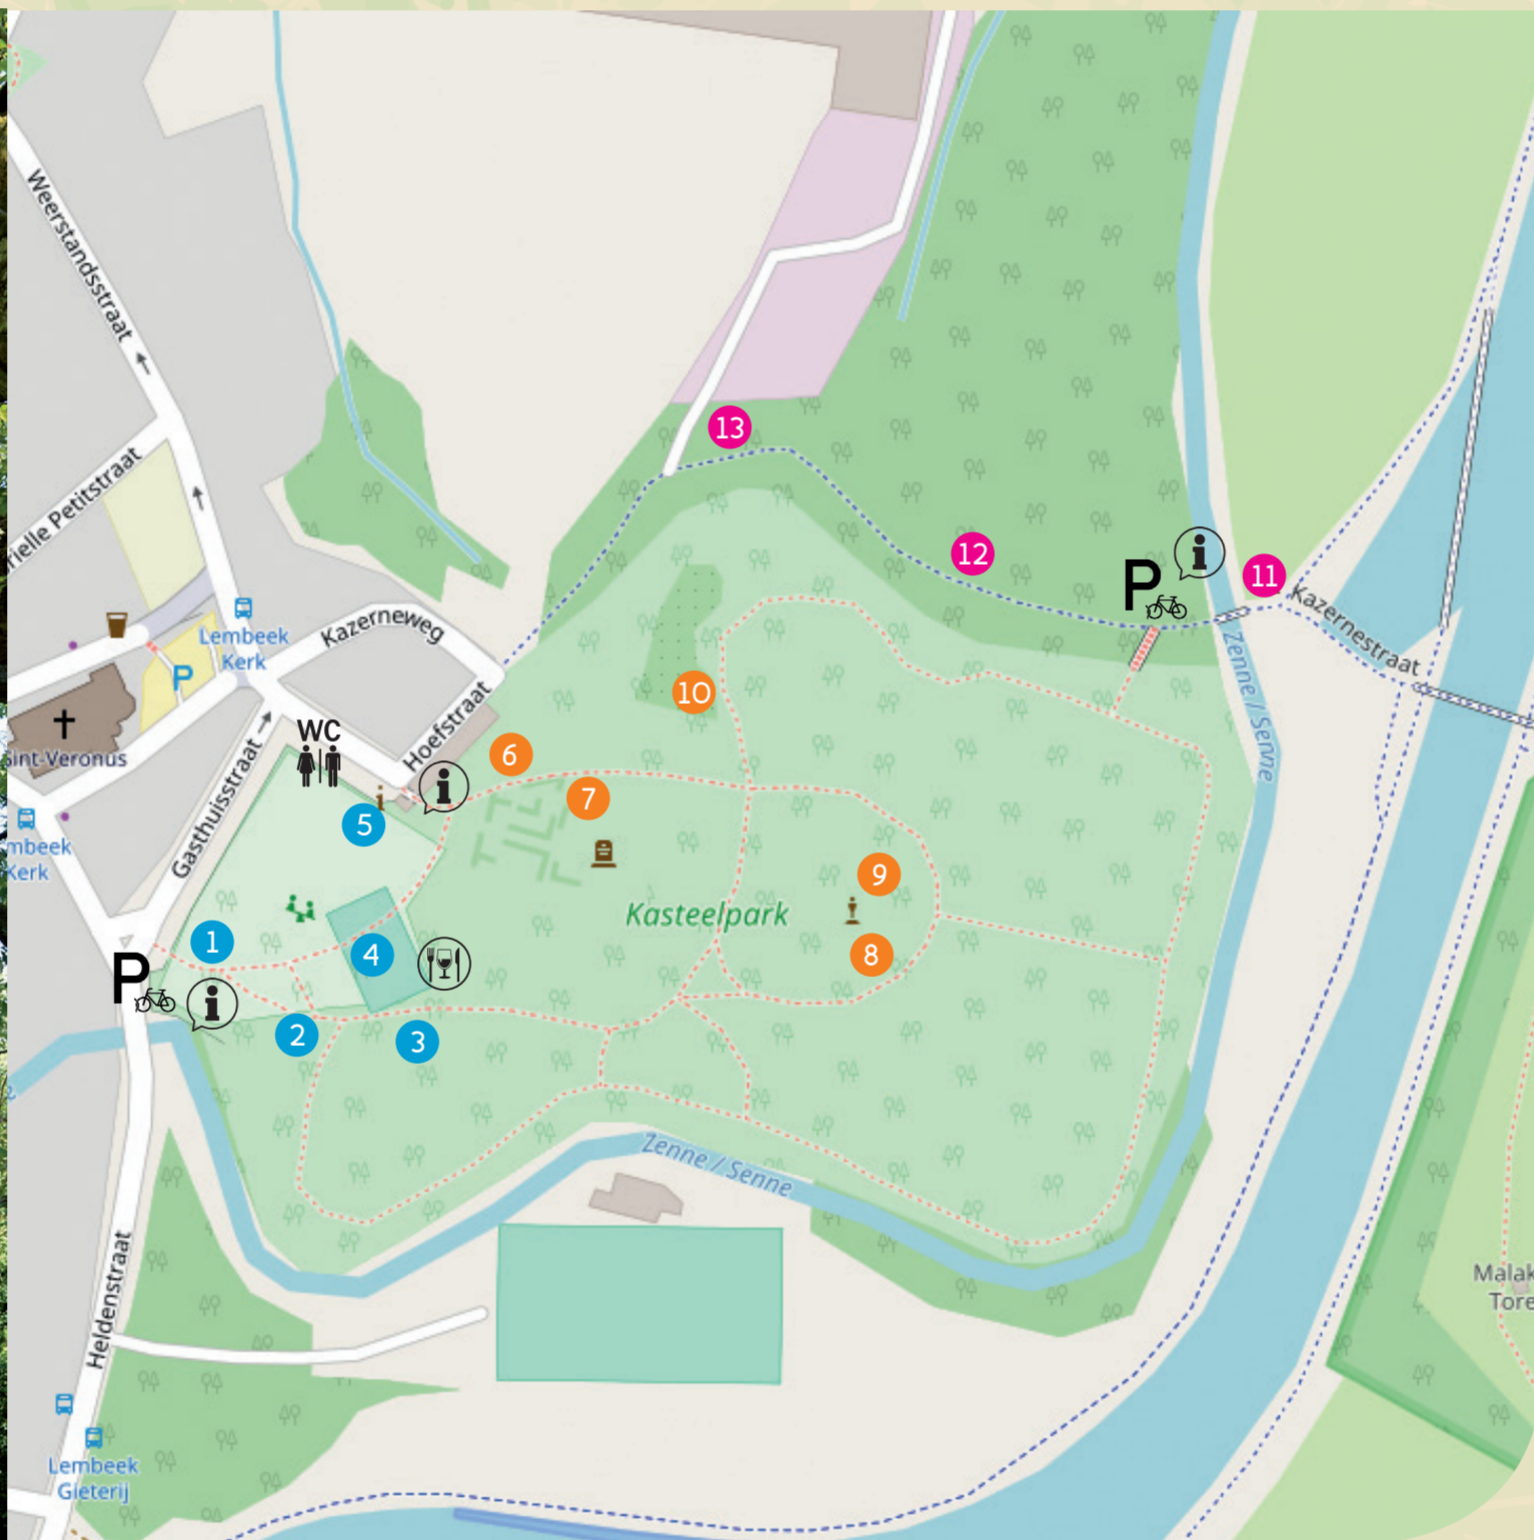 Weerstandsstraat
13
rielle Petitstraat
12
P
i
11
Kazernestraat
Lembeek
Kerk
Kazerneweg
P
Zenne / Senne
Hoefstraat
10
WC
6
Sint-Veronus
i
i
7
5
Gasthuisstraat
mbeek
Kerk
9
Kasteelpark
1
4
8
P
i
2
3
Zenne / Senne
Heldenstraat
Malak
Tore
Lembeek
Gieterij